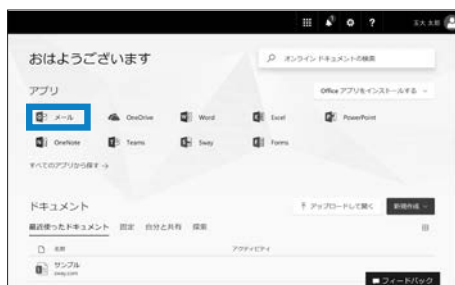 ? 玉大 太郎
おはようございます
オンライン ドキュメントの検索
アプリ
Office アプリをインストールする
メール OneDrive Word Excel PowerPoint
OneNote Teams Sway Forms
すべてのアプリから探す →
ドキュメント
アップロードして開く 新規作成
最近使ったドキュメント 固定 自分と共有 探索
名前 アクティビティ
サンプル
sway.com
フィードバック